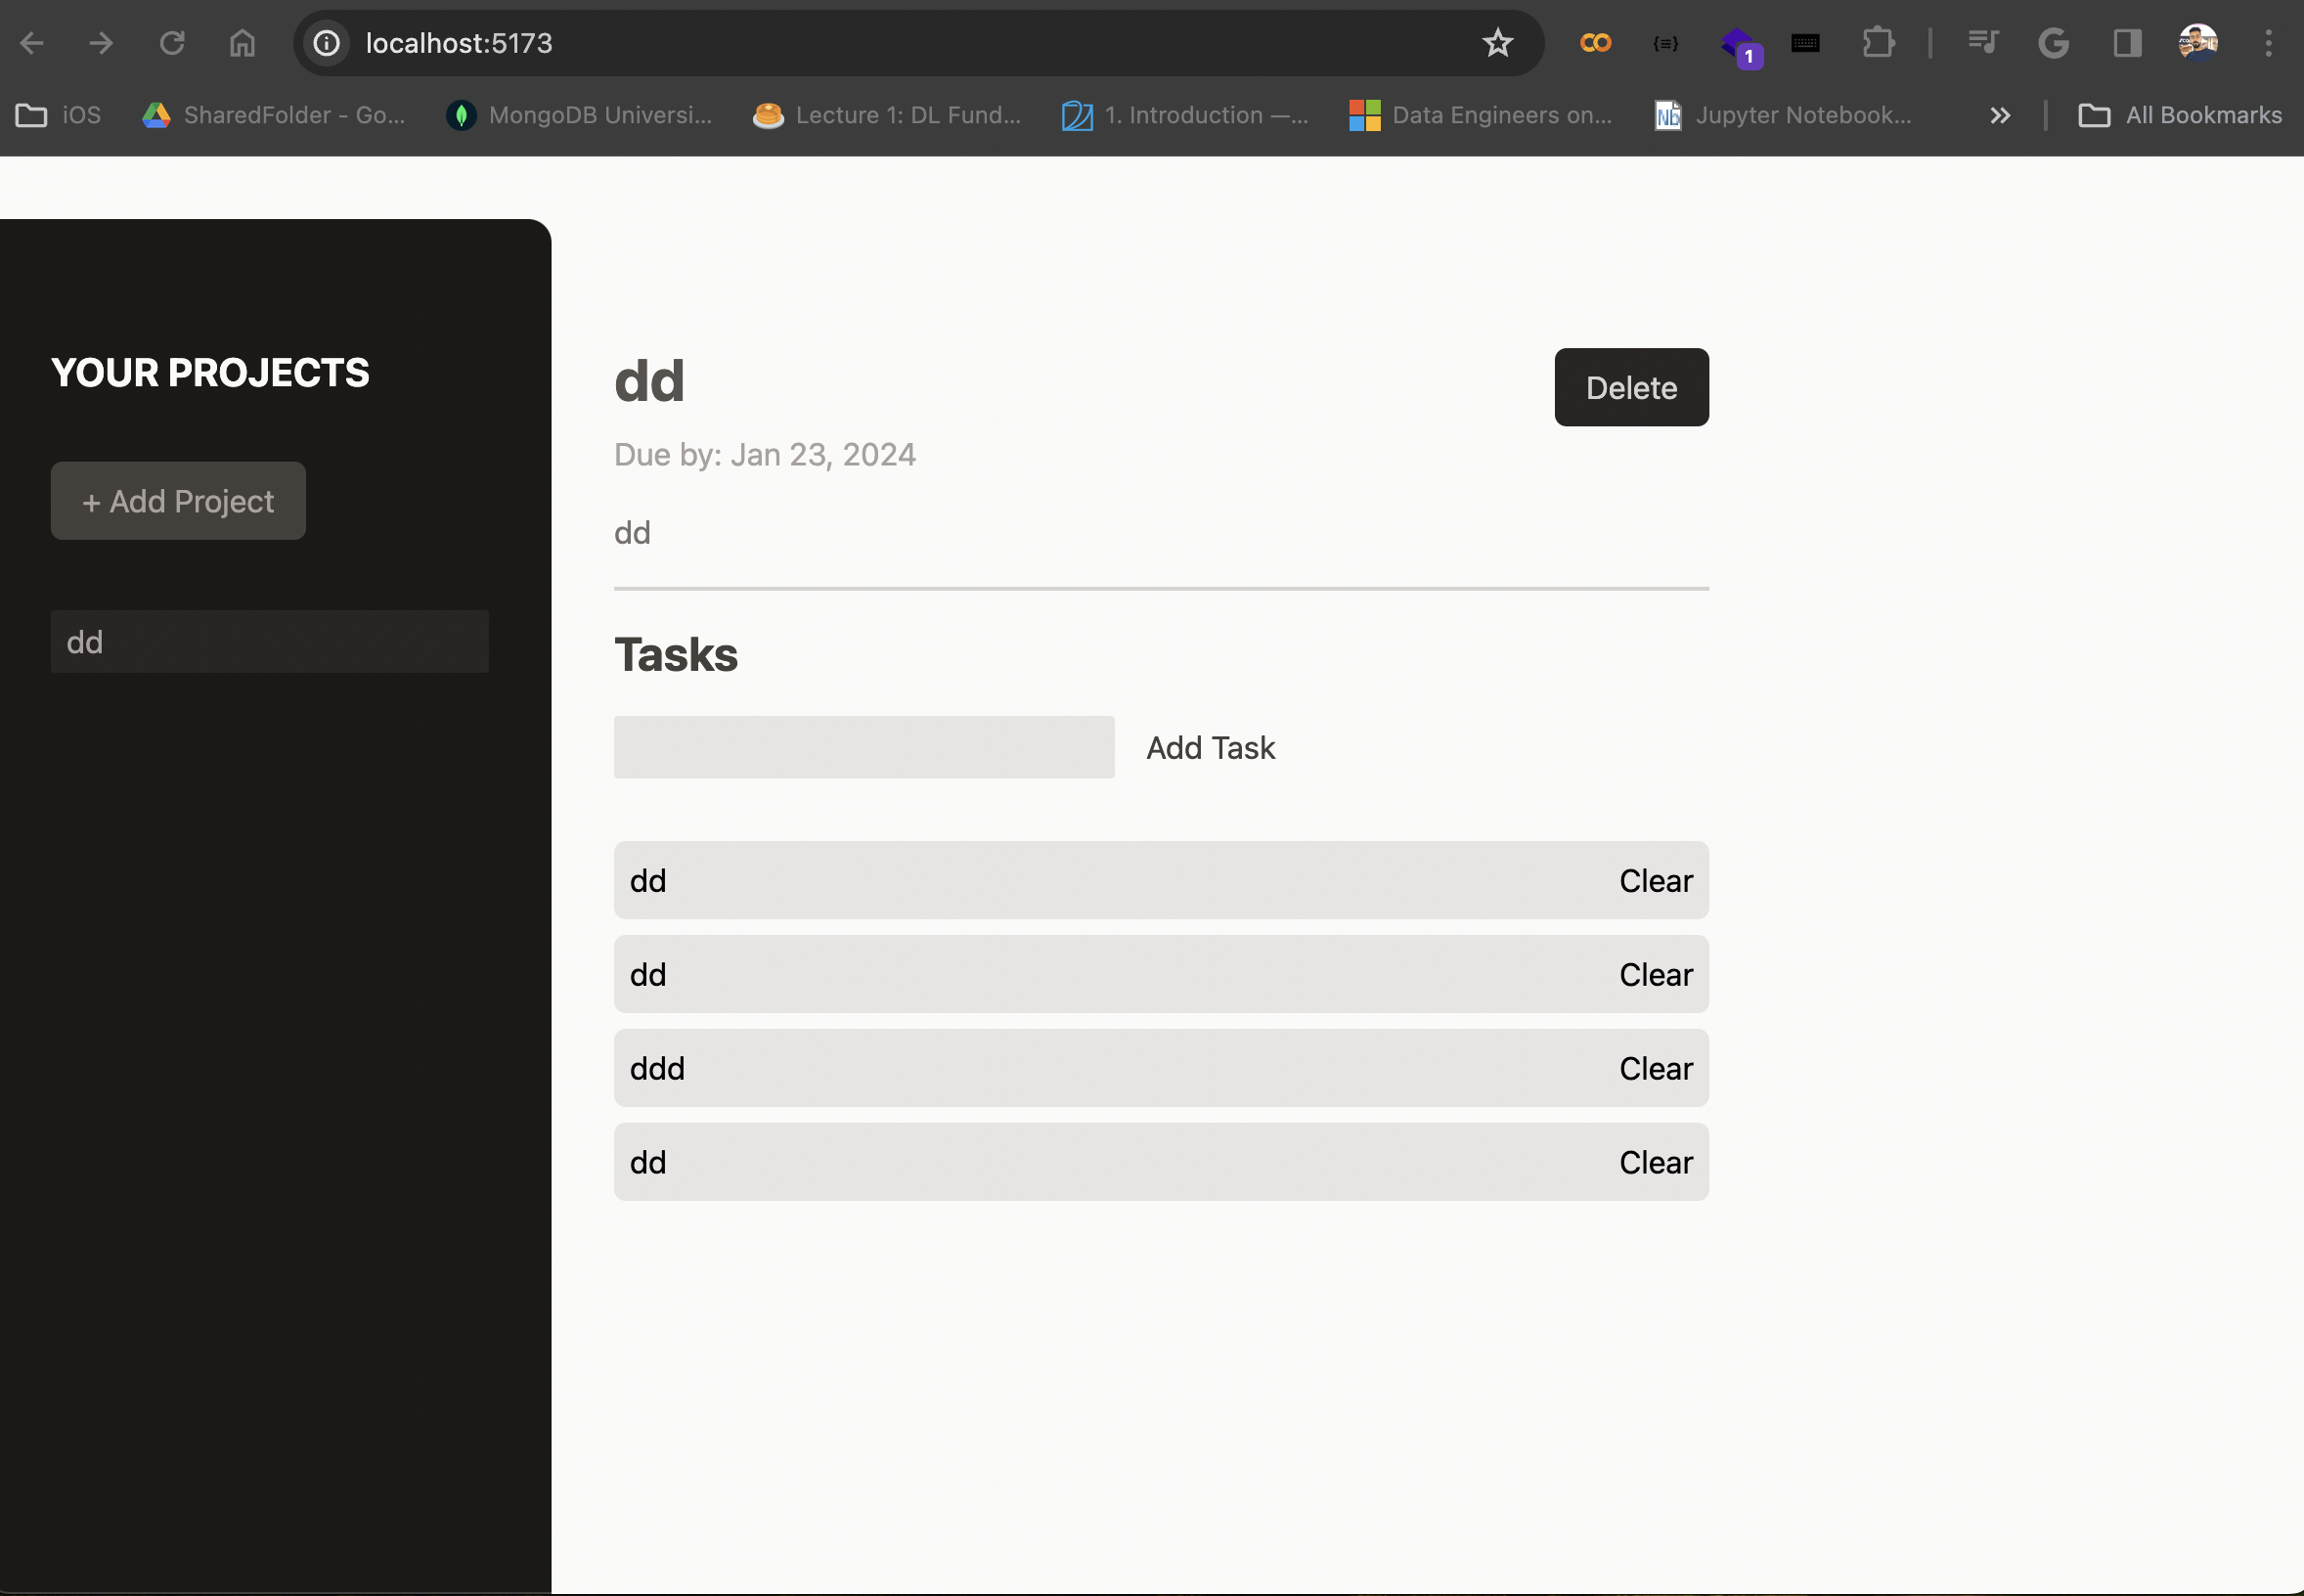 localhost:5173
1
iOS
SharedFolder - Go...
MongoDB Universi...
Lecture 1: DL Fund...
1. Introduction —...
Data Engineers on...
Jupyter Notebook...
All Bookmarks
YOUR PROJECTS
+ Add Project
dd
dd
Delete
Due by: Jan 23, 2024
dd
Tasks
Add Task
dd Clear
dd Clear
ddd Clear
dd Clear